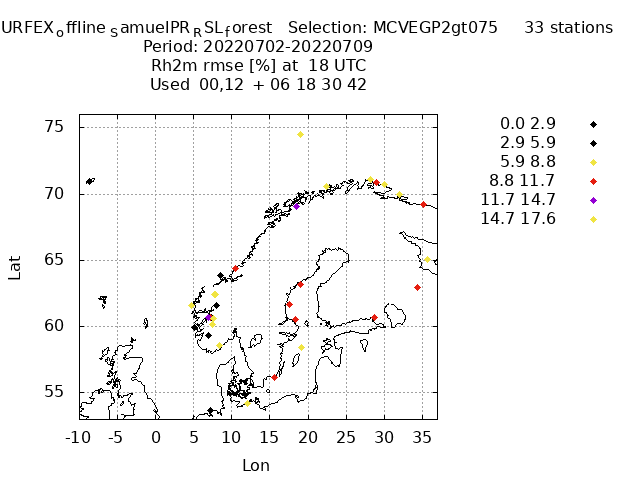 URFEXoffline SamuelPRRSLforest Selection: MCVEGP2gt075 33 stations
Period: 20220702-20220709
Rh2m rmse [%] at 18 UTC
Used 00,12 + 06 18 30 42
0.0 2.9
2.9 5.9
5.9 8.8
8.8 11.7
11.7 14.7
14.7 17.6
75
70
65
60
55
Lat
-10 -5 0 5 10 15 20 25 30 35
Lon